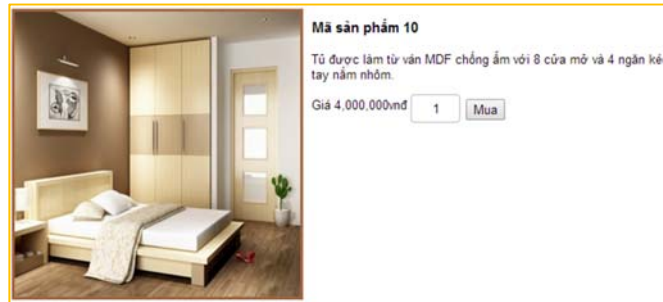 Mã sản phẩm 10
Tủ được làm từ ván MDF chống ẩm với 8 cửa mở và 4 ngăn ké
tay nắm nhôm.
Giá 4,000,000vnđ 1 Mua